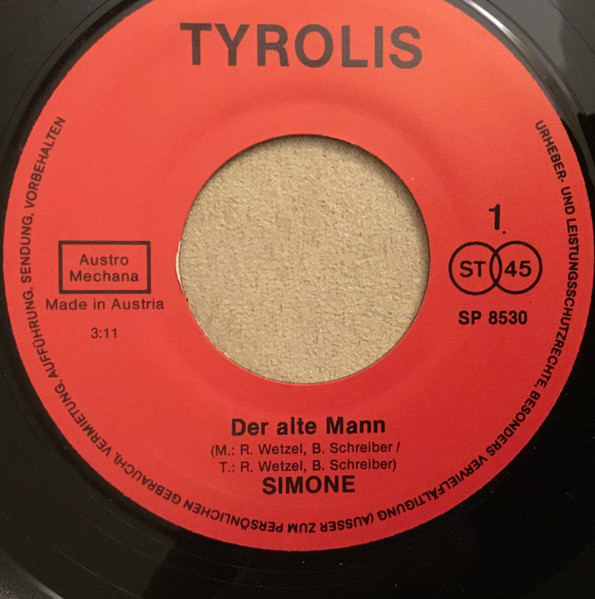 TYROLIS
URHEBER- UND LEISTUNGSSCHUTZRECHTE, BESONDERS VERVIELFÄLTIGUNG (AUSSER ZUM PERSÖNLICHEN GEBRAUCH), VERMIETUNG, AUFFÜHRUNG, SENDUNG, VORBEHALTEN
1.
Austro
Mechana
ST 45
Made in Austria
SP 8530
3:11
Der alte Mann
(M.: R. Wetzel, B. Schreiber /
T.: R. Wetzel, B. Schreiber)
SIMONE